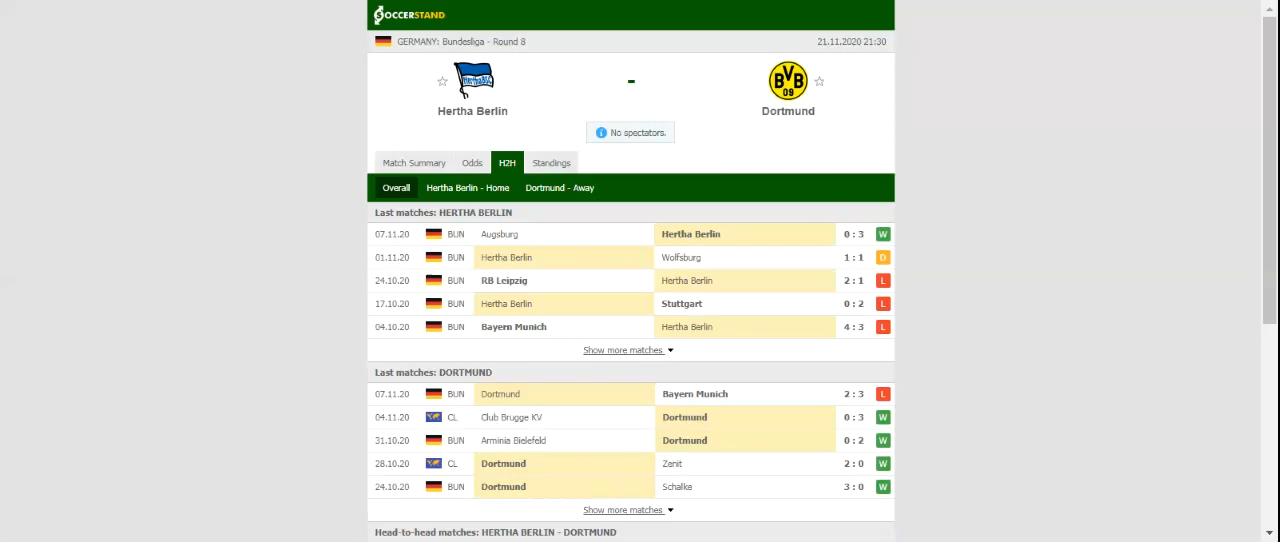 SOCCERSTAND
GERMANY: Bundesliga - Round 8 21.11.2020 21:30
HerthaBSC - BVB 09
Hertha Berlin Dortmund
i No spectators.
Match Summary Odds H2H Standings
Overall Hertha Berlin - Home Dortmund - Away
Last matches: HERTHA BERLIN
07.11.20 BUN Augsburg Hertha Berlin 0 : 3 W
01.11.20 BUN Hertha Berlin Wolfsburg 1 : 1 D
24.10.20 BUN RB Leipzig Hertha Berlin 2 : 1 L
17.10.20 BUN Hertha Berlin Stuttgart 0 : 2 L
04.10.20 BUN Bayern Munich Hertha Berlin 4 : 3 L
Show more matches
Last matches: DORTMUND
07.11.20 BUN Dortmund Bayern Munich 2 : 3 L
04.11.20 CL Club Brugge KV Dortmund 0 : 3 W
31.10.20 BUN Arminia Bielefeld Dortmund 0 : 2 W
28.10.20 CL Dortmund Zenit 2 : 0 W
24.10.20 BUN Dortmund Schalke 3 : 0 W
Show more matches
Head-to-head matches: HERTHA BERLIN - DORTMUND